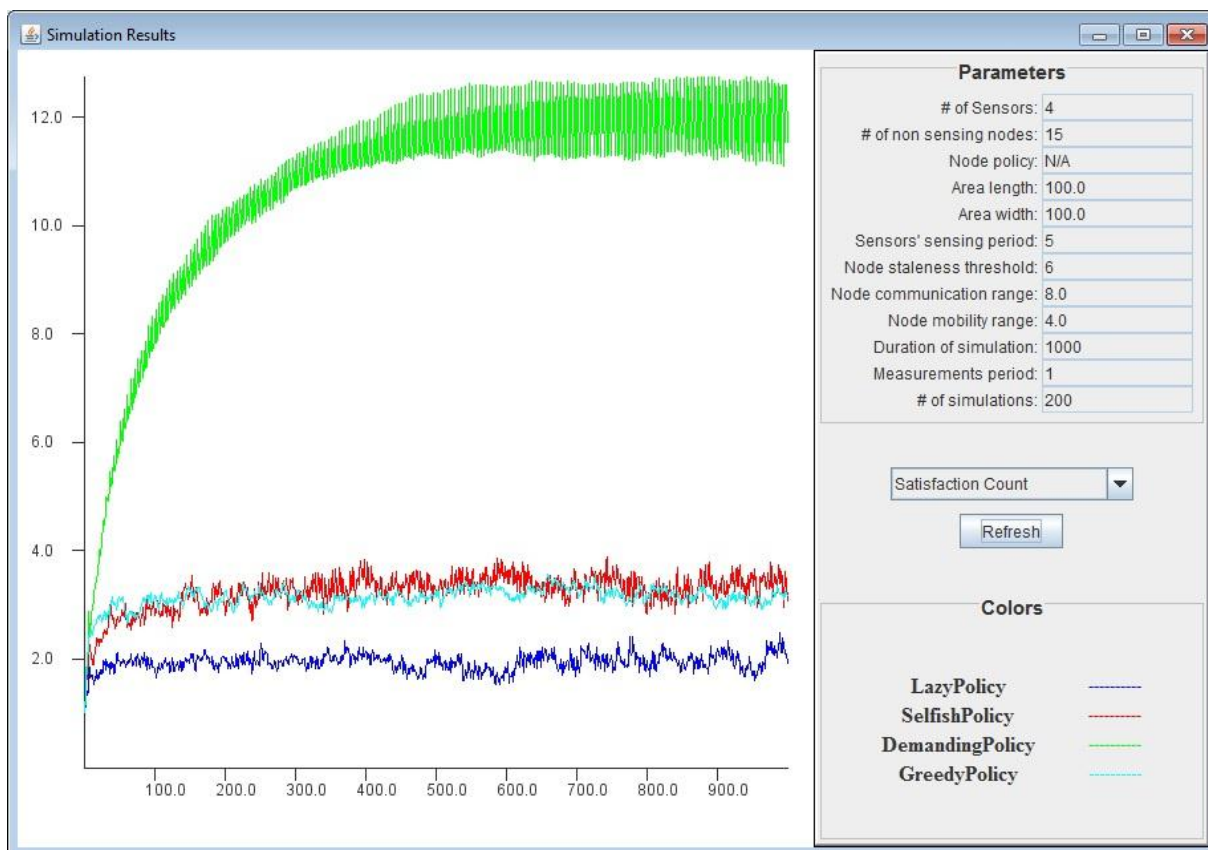 Simulation Results
12.0
10.0
8.0
6.0
4.0
2.0
100.0 200.0 300.0 400.0 500.0 600.0 700.0 800.0 900.0
Parameters
# of Sensors: 4
# of non sensing nodes: 15
Node policy: N/A
Area length: 100.0
Area width: 100.0
Sensors' sensing period: 5
Node staleness threshold: 6
Node communication range: 8.0
Node mobility range: 4.0
Duration of simulation: 1000
Measurements period: 1
# of simulations: 200
Satisfaction Count
Refresh
Colors
LazyPolicy
SelfishPolicy
DemandingPolicy
GreedyPolicy